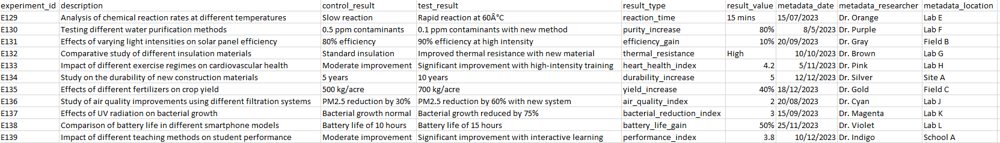 experiment_id description control_result test_result result_type result_value metadata_date metadata_researcher metadata_location
E129 Analysis of chemical reaction rates at different temperatures Slow reaction Rapid reaction at 60Â°C reaction_time 15 mins 15/07/2023 Dr. Orange Lab E
E130 Testing different water purification methods 0.5 ppm contaminants 0.1 ppm contaminants with new method purity_increase 80% 8/5/2023 Dr. Purple Lab F
E131 Effects of varying light intensities on solar panel efficiency 80% efficiency 90% efficiency at high intensity efficiency_gain 10% 20/09/2023 Dr. Gray Field B
E132 Comparative study of different insulation materials Standard insulation Improved thermal resistance with new material thermal_resistance High 10/10/2023 Dr. Brown Lab G
E133 Impact of different exercise regimes on cardiovascular health Moderate improvement Significant improvement with high-intensity training heart_health_index 4.2 5/11/2023 Dr. Pink Lab H
E134 Study on the durability of new construction materials 5 years 10 years durability_increase 5 12/12/2023 Dr. Silver Site A
E135 Effects of different fertilizers on crop yield 500 kg/acre 700 kg/acre yield_increase 40% 18/12/2023 Dr. Gold Field C
E136 Study of air quality improvements using different filtration systems PM2.5 reduction by 30% PM2.5 reduction by 60% with new system air_quality_index 2 20/08/2023 Dr. Cyan Lab J
E137 Effects of UV radiation on bacterial growth Bacterial growth normal Bacterial growth reduced by 75% bacterial_reduction_index 3 15/09/2023 Dr. Magenta Lab K
E138 Comparison of battery life in different smartphone models Battery life of 10 hours Battery life of 15 hours battery_life_gain 50% 25/11/2023 Dr. Violet Lab L
E139 Impact of different teaching methods on student performance Moderate improvement Significant improvement with interactive learning performance_index 3.8 10/12/2023 Dr. Indigo School A